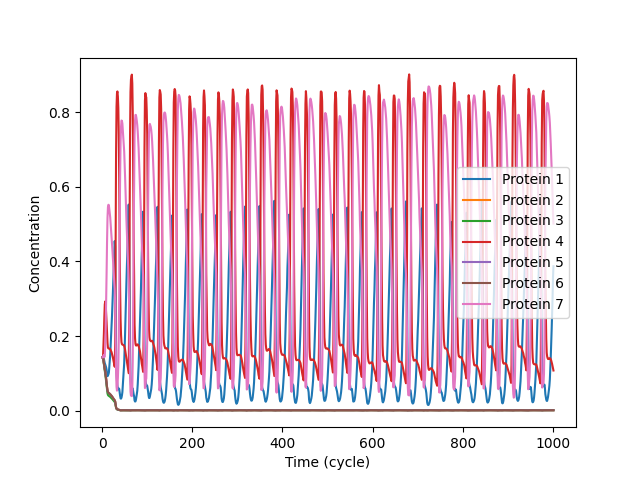 0.8
0.6
0.4
0.2
0.0
Concentration
Protein 1
Protein 2
Protein 3
Protein 4
Protein 5
Protein 6
Protein 7
0 200 400 600 800 1000
Time (cycle)